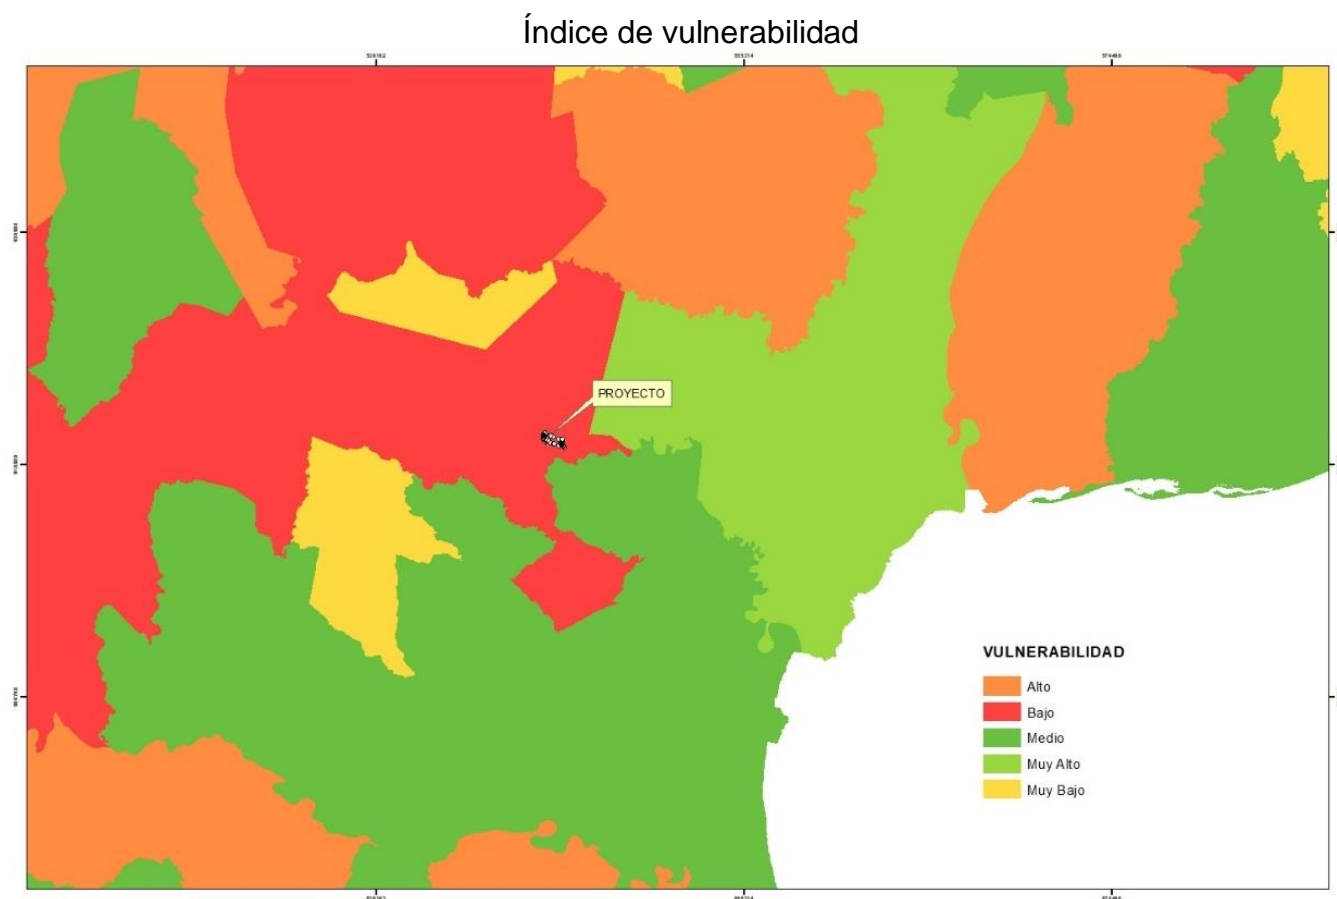 Índice de vulnerabilidad
PROYECTO
VULNERABILIDAD
Alto
Bajo
Medio
Muy Alto
Muy Bajo